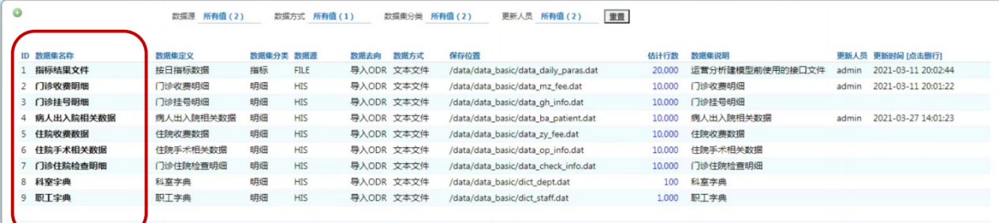 数据源 所有值 ( 2 ) 数据方式 所有值 ( 1 ) 数据集分类 所有值 ( 2 ) 更新人员 所有值 ( 2 ) 重置
ID 数据集名称 数据集定义 数据集分类 数据源 数据去向 数据方式 保存位置 估计行数 数据集说明 更新人员 更新时间 [点击删行]
1 指标结果文件 按日指标数据 指标 FILE 导入ODR 文本文件 /data/data_basic/data_daily_paras.dat 20,000 运营分析建模型前使用的接口文件 admin 2021-03-11 20:02:44
2 门诊收费明细 门诊收费明细 明细 HIS 导入ODR 文本文件 /data/data_basic/data_mz_fee.dat 10,000 门诊收费明细 admin 2021-03-11 20:01:22
3 门诊挂号明细 门诊挂号明细 明细 HIS 导入ODR 文本文件 /data/data_basic/data_gh_info.dat 10,000 门诊挂号明细
4 病人出入院相关数据 病人出入院相关数据 明细 HIS 导入ODR 文本文件 /data/data_basic/data_ba_patient.dat 10,000 病人出入院相关数据 admin 2021-03-27 14:01:23
5 住院收费数据 住院收费数据 明细 HIS 导入ODR 文本文件 /data/data_basic/data_zy_fee.dat 10,000 住院收费数据
6 住院手术相关数据 住院手术相关数据 明细 HIS 导入ODR 文本文件 /data/data_basic/data_op_info.dat 10,000 住院手术相关数据
7 门诊住院检查明细 门诊住院检查明细 明细 HIS 导入ODR 文本文件 /data/data_basic/data_check_info.dat 10,000 门诊住院检查明细
8 科室字典 科室字典 明细 HIS 导入ODR 文本文件 /data/data_basic/dict_dept.dat 100 科室字典
9 职工字典 职工字典 明细 HIS 导入ODR 文本文件 /data/data_basic/dict_staff.dat 1,000 职工字典